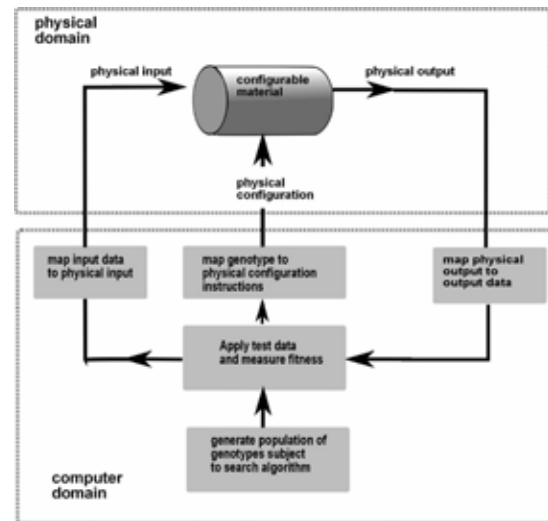 physical
domain
physical input
configurable
material
physical output
physical
configuration
map input data
to physical input
map genotype to
physical configuration
instructions
map physical
output to
output data
Apply test data
and measure fitness
generate population of
genotypes subject
to search algorithm
computer
domain